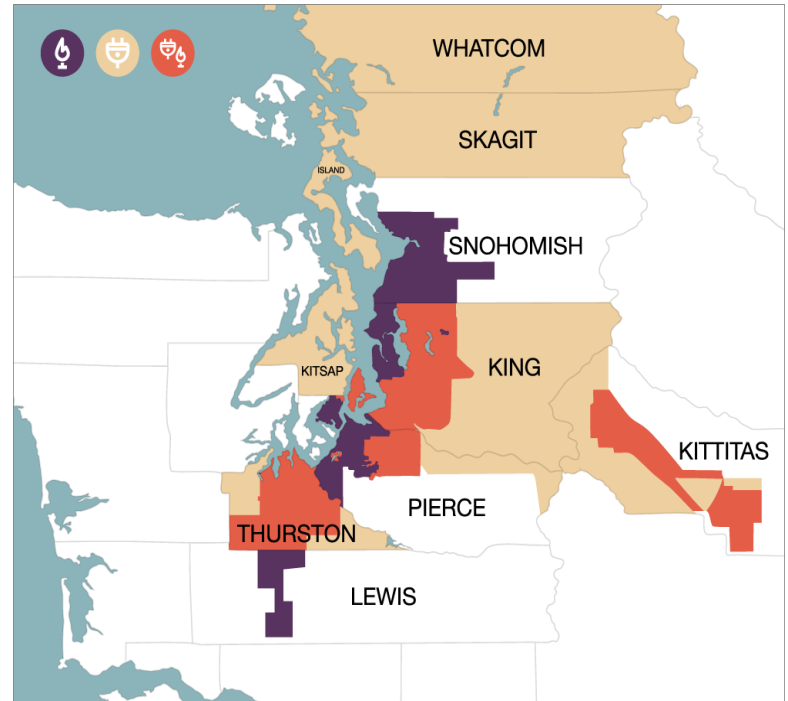 WHATCOM
SKAGIT
ISLAND
SNOHOMISH
KITSAP
KING
KITTITAS
PIERCE
THURSTON
LEWIS